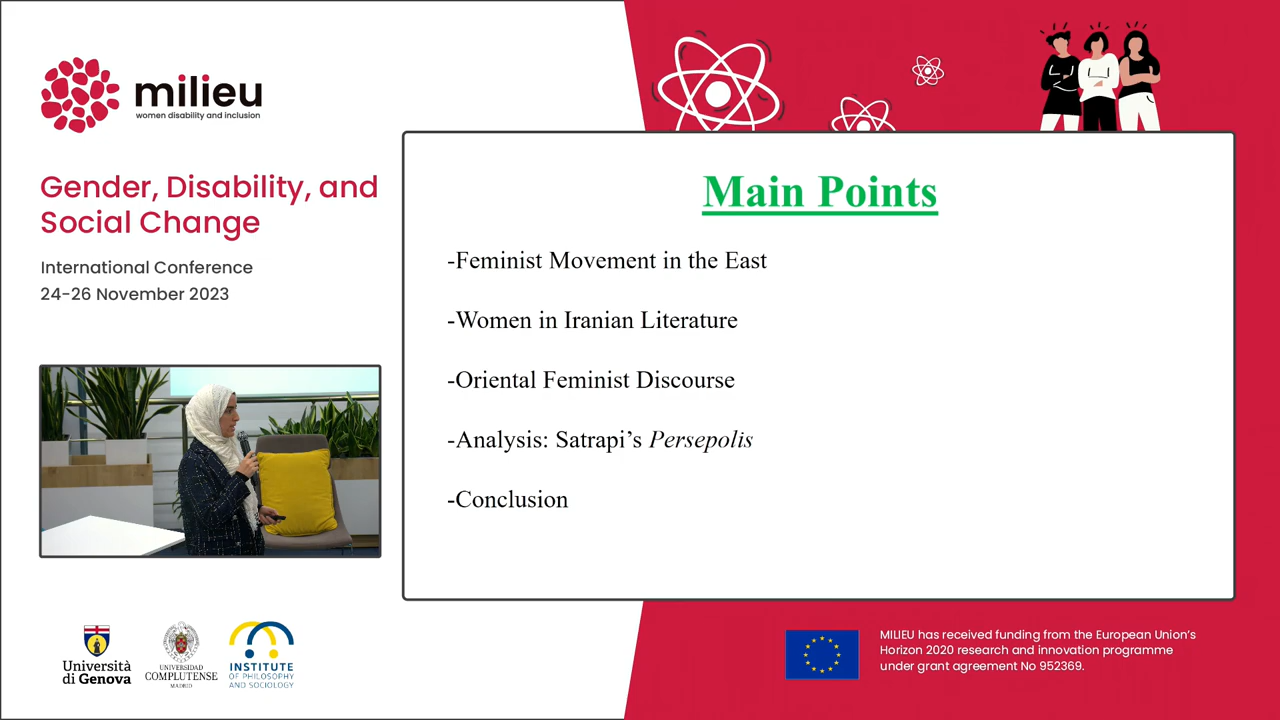 milieu
women disability and inclusion
Gender, Disability, and
Social Change
International Conference
24-26 November 2023
Main Points
-Feminist Movement in the East
-Women in Iranian Literature
-Oriental Feminist Discourse
-Analysis: Satrapi’s Persepolis
-Conclusion
Università
di Genova
UNIVERSIDAD
COMPLUTENSE
MADRID
INSTITUTE
OF PHILOSOPHY
AND SOCIOLOGY
MILIEU has received funding from the European Union’s
Horizon 2020 research and innovation programme
under grant agreement No 952369.